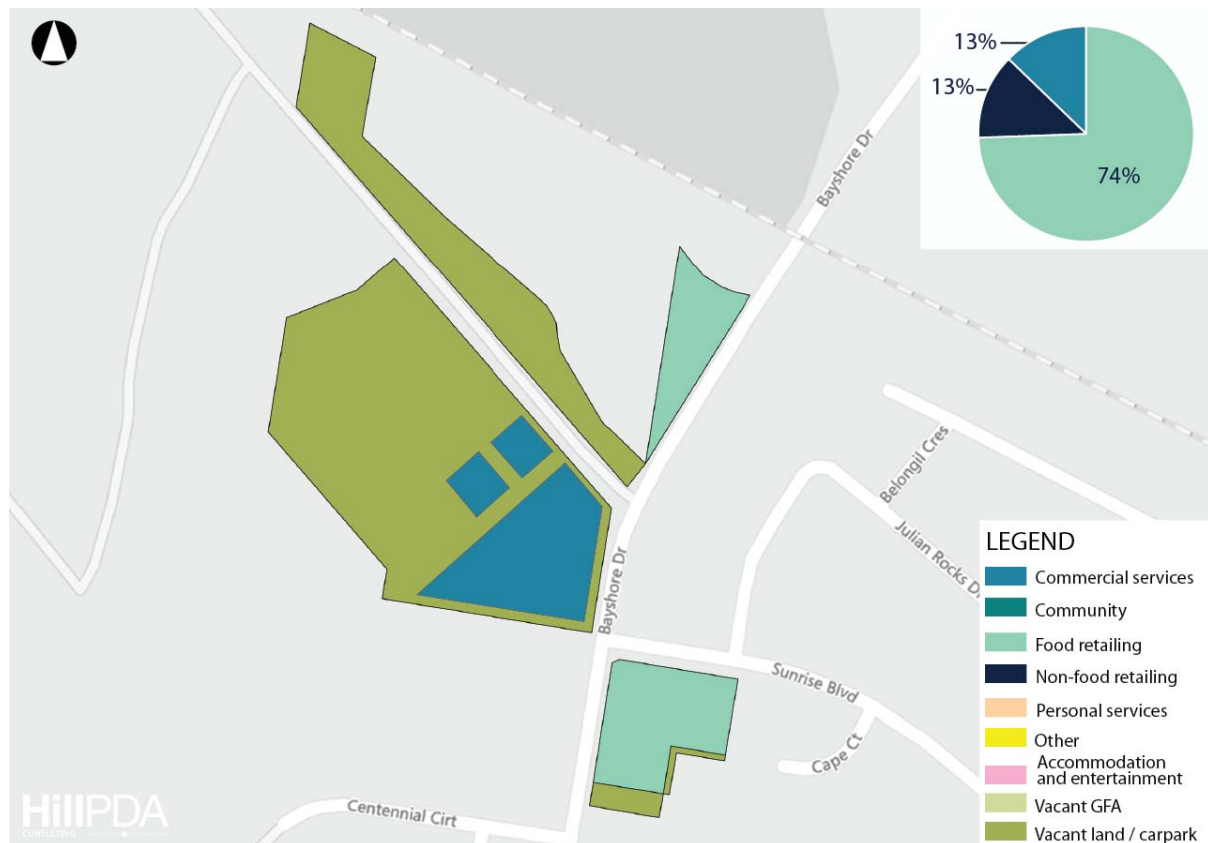 13%
13%
74%
Bayshore Dr
Belongil Cres
Julian Rocks Dr
Bayshore Dr
Sunrise Blvd
Cape Ct
Centennial Cirt
LEGEND
Commercial services
Community
Food retailing
Non-food retailing
Personal services
Other
Accommodation
and entertainment
Vacant GFA
Vacant land / carpark
HillPDA
CONSULTING